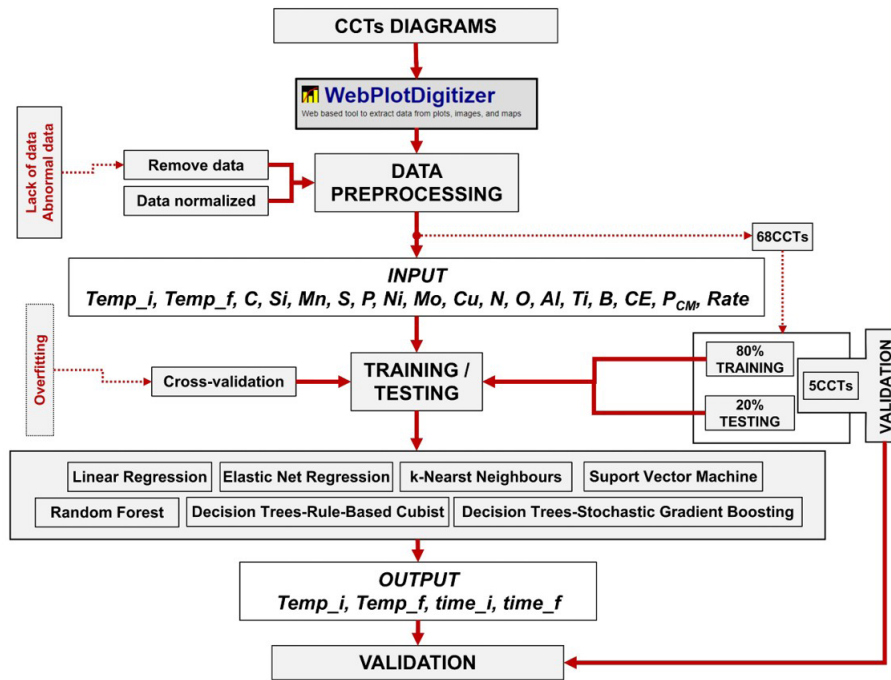 CCTs DIAGRAMS
WebPlotDigitizer
Web based tool to extract data from plots, images, and maps
Lack of data
Abnormal data
Remove data
Data normalized
DATA
PREPROCESSING
68CCTs
INPUT
Temp_i, Temp_f, C, Si, Mn, S, P, Ni, Mo, Cu, N, O, Al, Ti, B, CE, PCM, Rate
Overfitting
Cross-validation
TRAINING /
TESTING
80%
TRAINING
20%
TESTING
5CCTs
VALIDATION
Linear Regression
Elastic Net Regression
k-Nearst Neighbours
Suport Vector Machine
Random Forest
Decision Trees-Rule-Based Cubist
Decision Trees-Stochastic Gradient Boosting
OUTPUT
Temp_i, Temp_f, time_i, time_f
VALIDATION